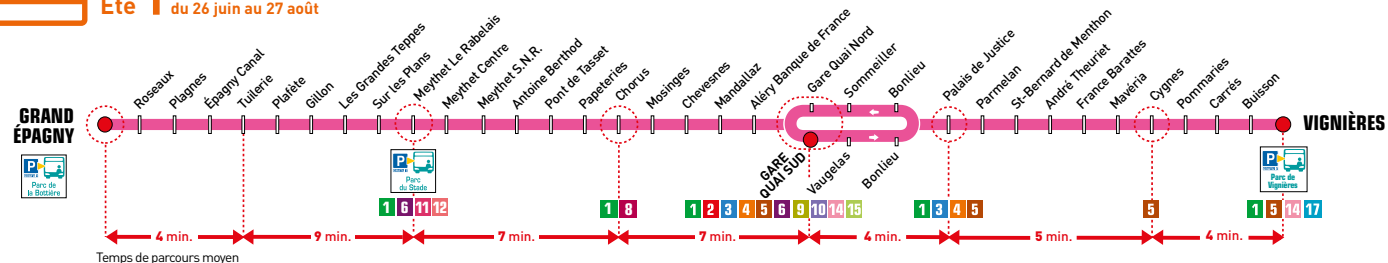 Eté 1 du 26 juin au 27 août
GRAND
ÉPAGNY
Roseaux
Plagnes
Épagny Canal
Tuilerie
Plafête
Gillon
Les Grandes Teppes
Sur les Plans
Meythet Le Rabelais
Meythet Centre
Meythet S.N.R.
Antoine Berthod
Pont de Tasset
Papeteries
Chorus
Mosinges
Chevesnes
Mandallaz
Aléry Banque de France
Gare Quai Nord
Sommeiller
Bonlieu
GARE
QUAI SUD
Vaugelas
Bonlieu
Palais de Justice
Parmelan
St-Bernard de Menthon
André Theuriet
France Barattes
Mavéria
Cygnes
Pommaries
Carrés
Buisson
VIGNIÈRES
P
Parc de
la Bottière
P
Parc
du Stade
P
Parc de
Vignières
1 6 11 12
1 8
1 2 3 4 5 6 9 10 14 15
1 3 4 5
5
1 5 14 17
4 min. 9 min. 7 min. 7 min. 4 min. 5 min. 4 min.
Temps de parcours moyen